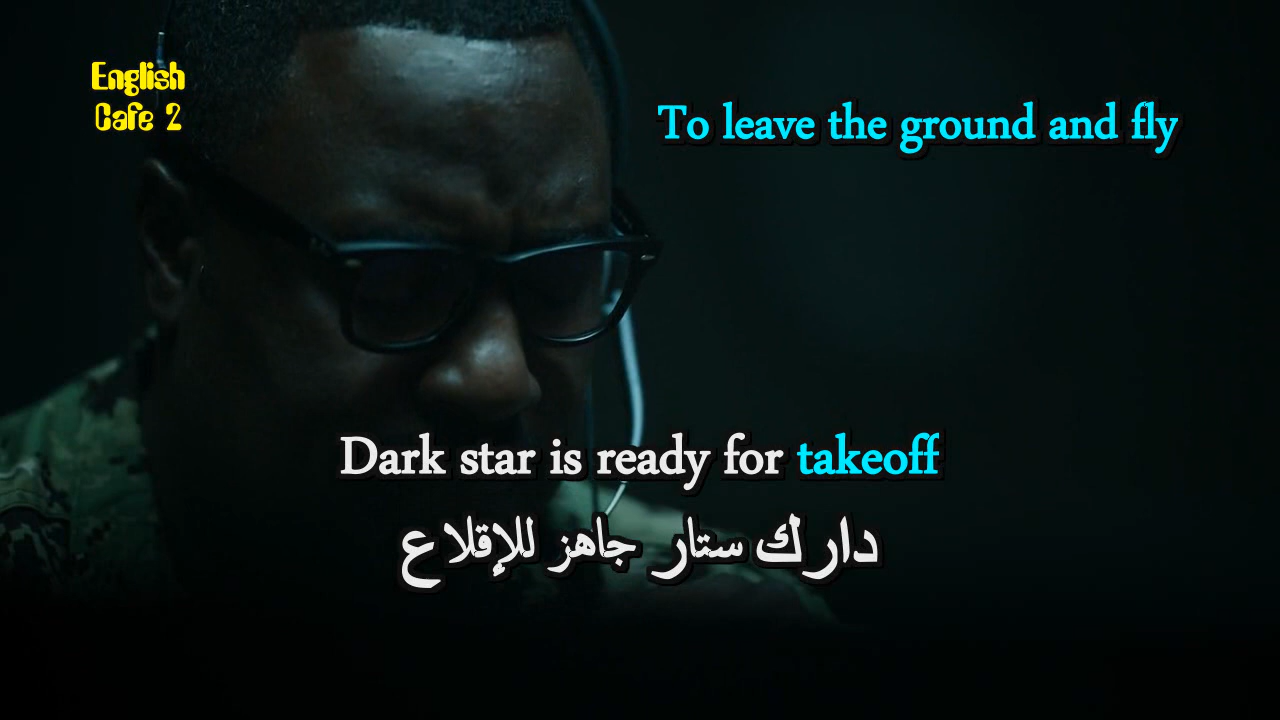 English
Cafe 2
To leave the ground and fly
Dark star is ready for takeoff
دارك ستار جاهز للإقلاع